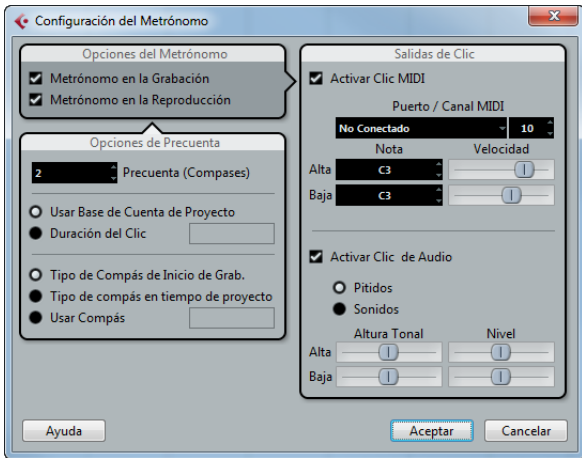 Configuración del Metrónomo
Opciones del Metrónomo
Metrónomo en la Grabación
Metrónomo en la Reproducción
Opciones de Precuenta
2 Precuenta (Compases)
Usar Base de Cuenta de Proyecto
Duración del Clic
Tipo de Compás de Inicio de Grab.
Tipo de compás en tiempo de proyecto
Usar Compás
Salidas de Clic
Activar Clic MIDI
Puerto / Canal MIDI
No Conectado 10
Nota Velocidad
Alta C3
Baja C3
Activar Clic de Audio
Pitidos
Sonidos
Altura Tonal Nivel
Alta
Baja
Ayuda Aceptar Cancelar